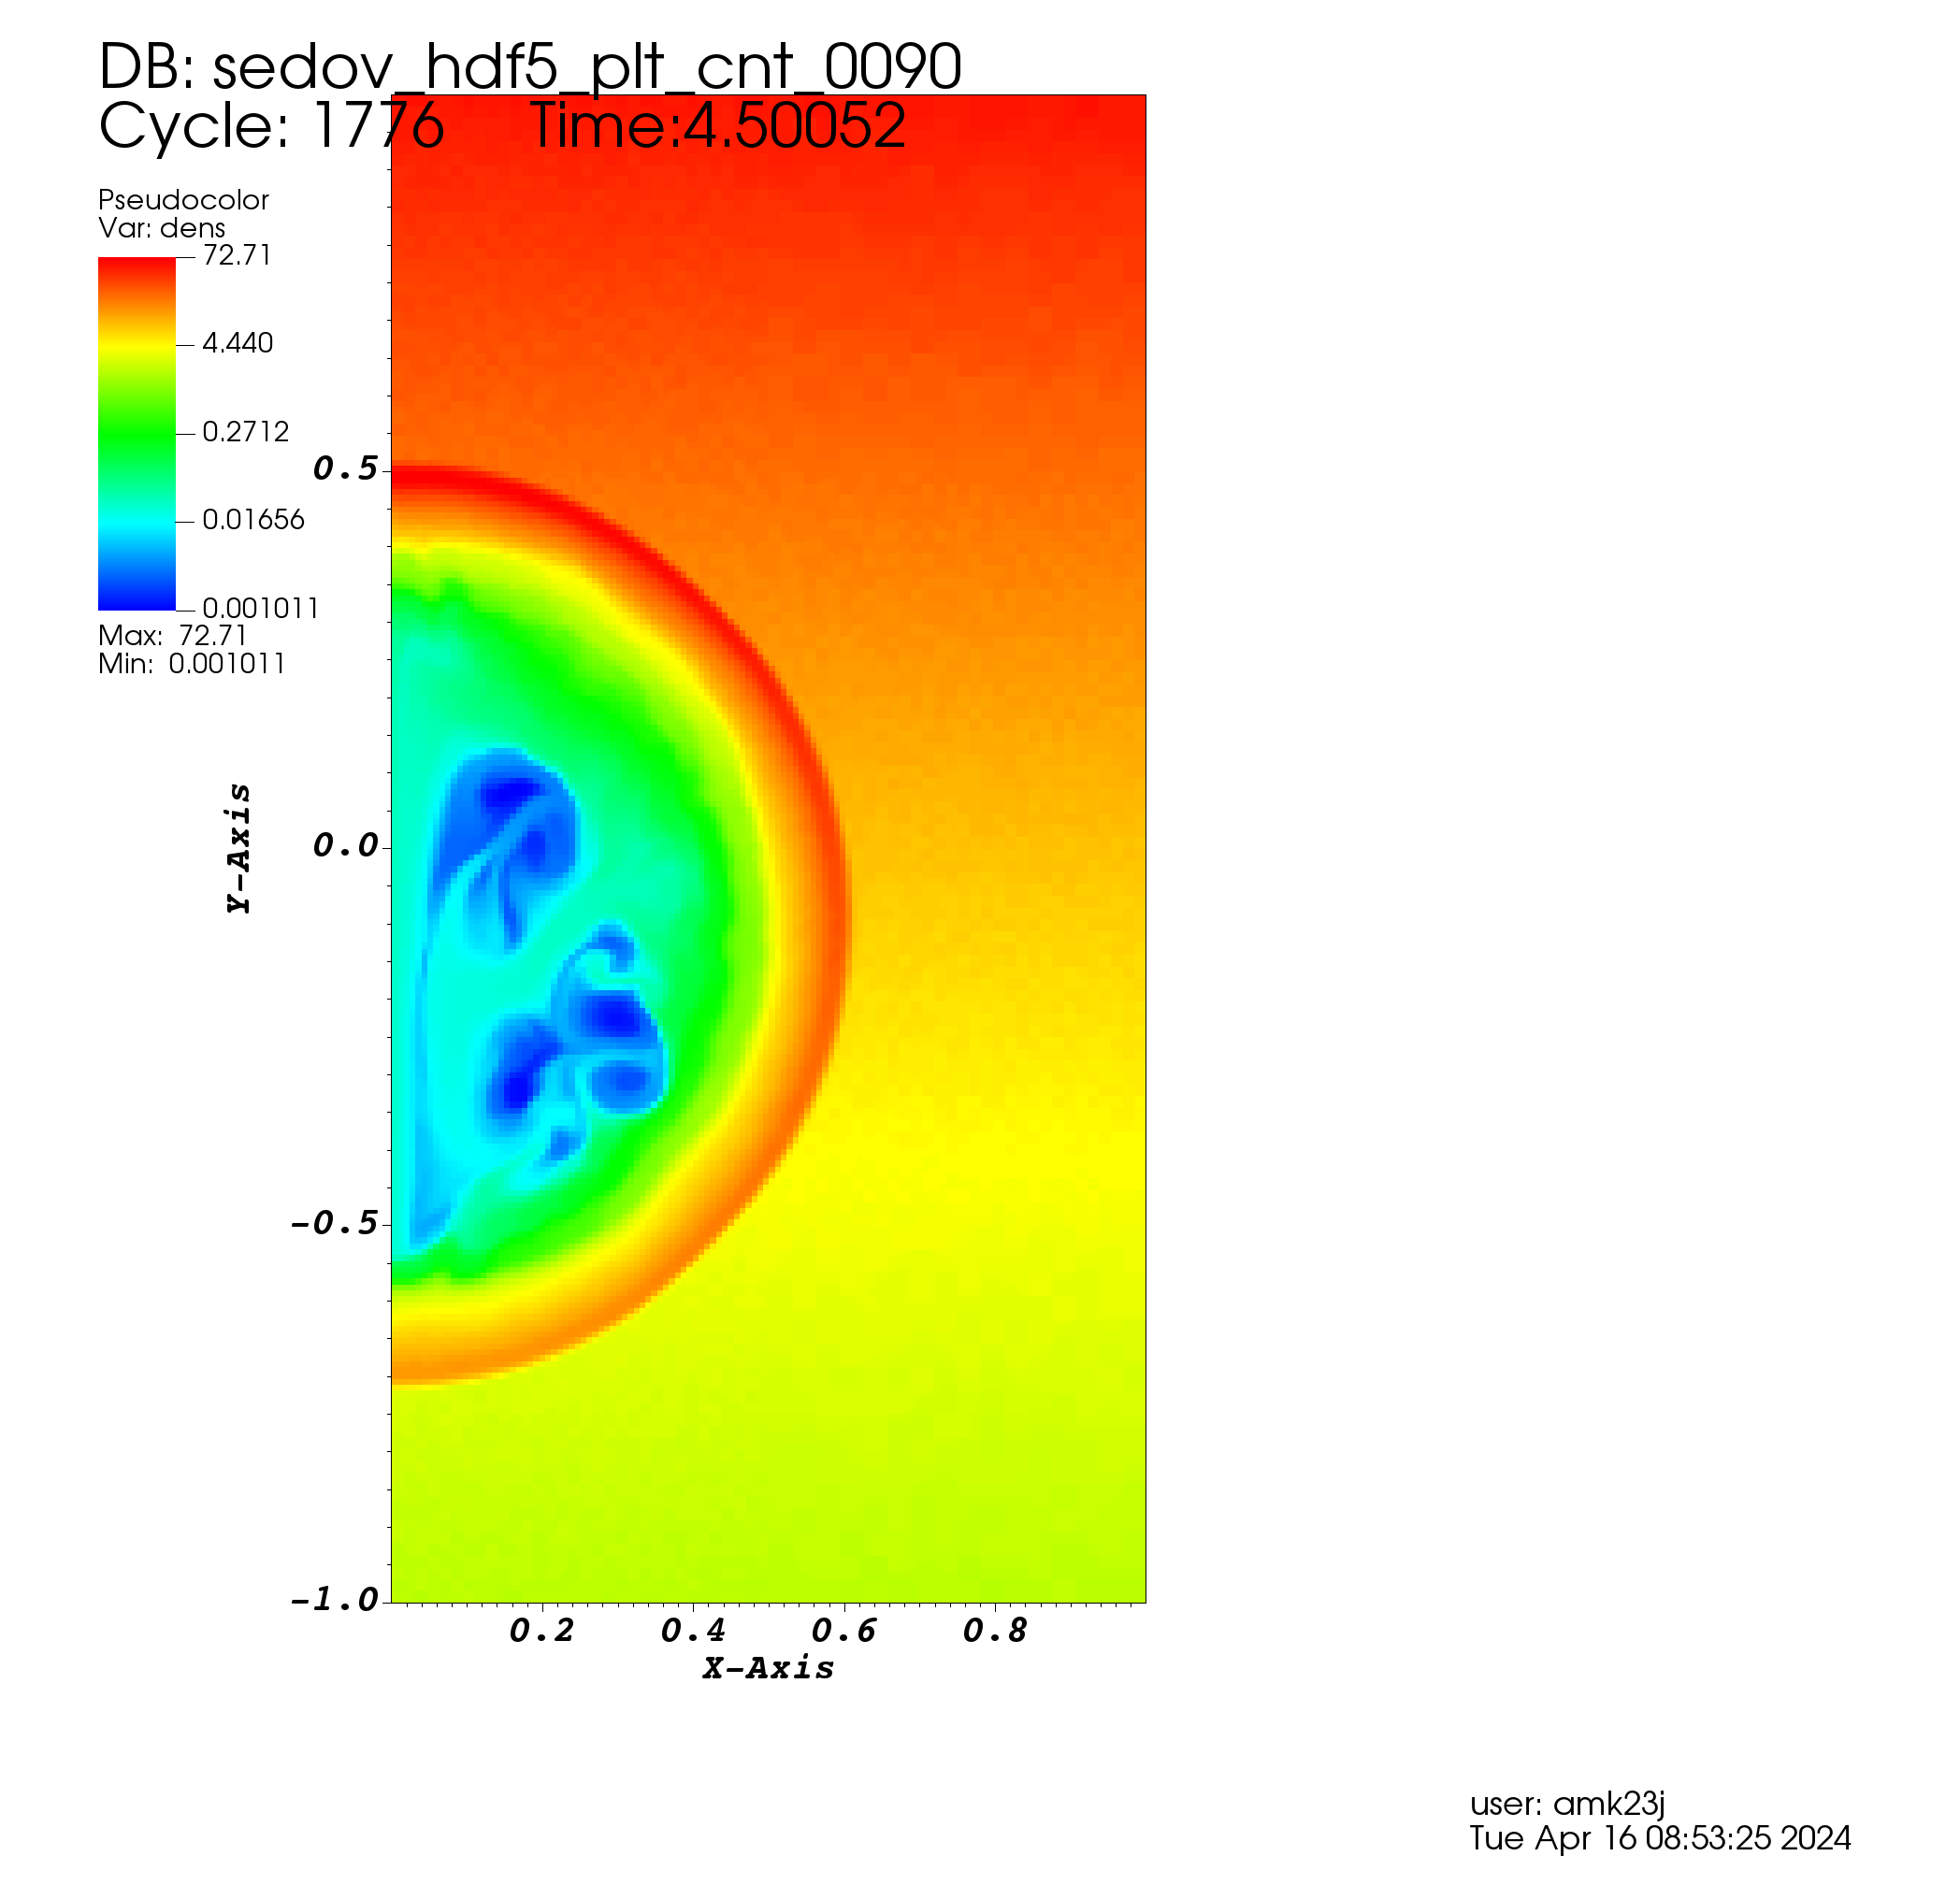 DB: sedov_hdf5_plt_cnt_0090
Cycle: 1776 Time:4.50052
Pseudocolor
Var: dens
72.71
4.440
0.2712
0.01656
0.001011
Max: 72.71
Min: 0.001011
0.5
0.0
-0.5
-1.0
Y-Axis
0.2 0.4 0.6 0.8
X-Axis
user: amk23j
Tue Apr 16 08:53:25 2024